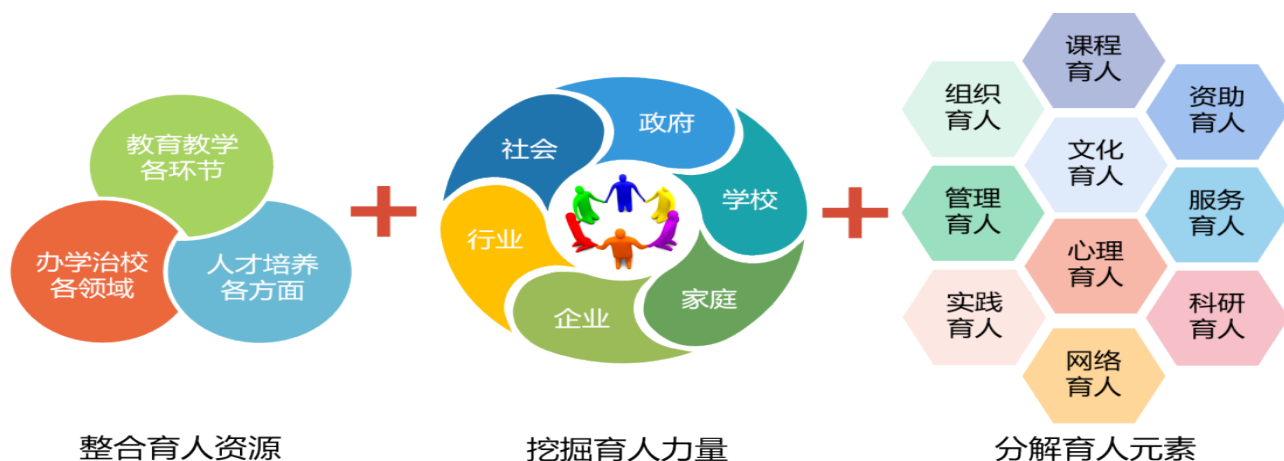 教育教学
各环节
办学治校
各领域
人才培养
各方面
整合育人资源
社会
政府
学校
家庭
企业
行业
挖掘育人力量
课程
育人
组织
育人
资助
育人
文化
育人
管理
育人
服务
育人
心理
育人
实践
育人
科研
育人
网络
育人
分解育人元素